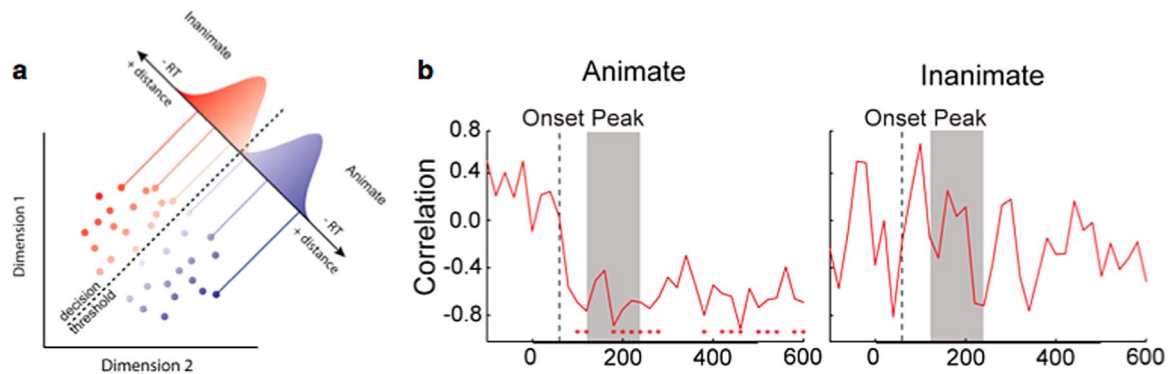 a
Inanimate
- RT
+ distance
Animate
- RT
+ distance
decision
threshold
Dimension 1
Dimension 2
b
Animate
Onset Peak
Correlation
0.8
0.4
0.0
-0.4
-0.8
0 200 400 600
Inanimate
Onset Peak
0 200 400 600